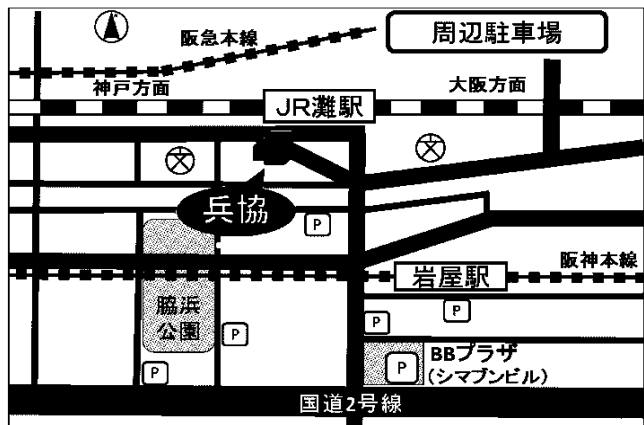 阪急本線
周辺駐車場
神戸方面
大阪方面
JR灘駅
文
文
兵協
P
阪神本線
岩屋駅
脇浜
公園
P
P
P
P
P
BBプラザ
(シマブンビル)
国道2号線